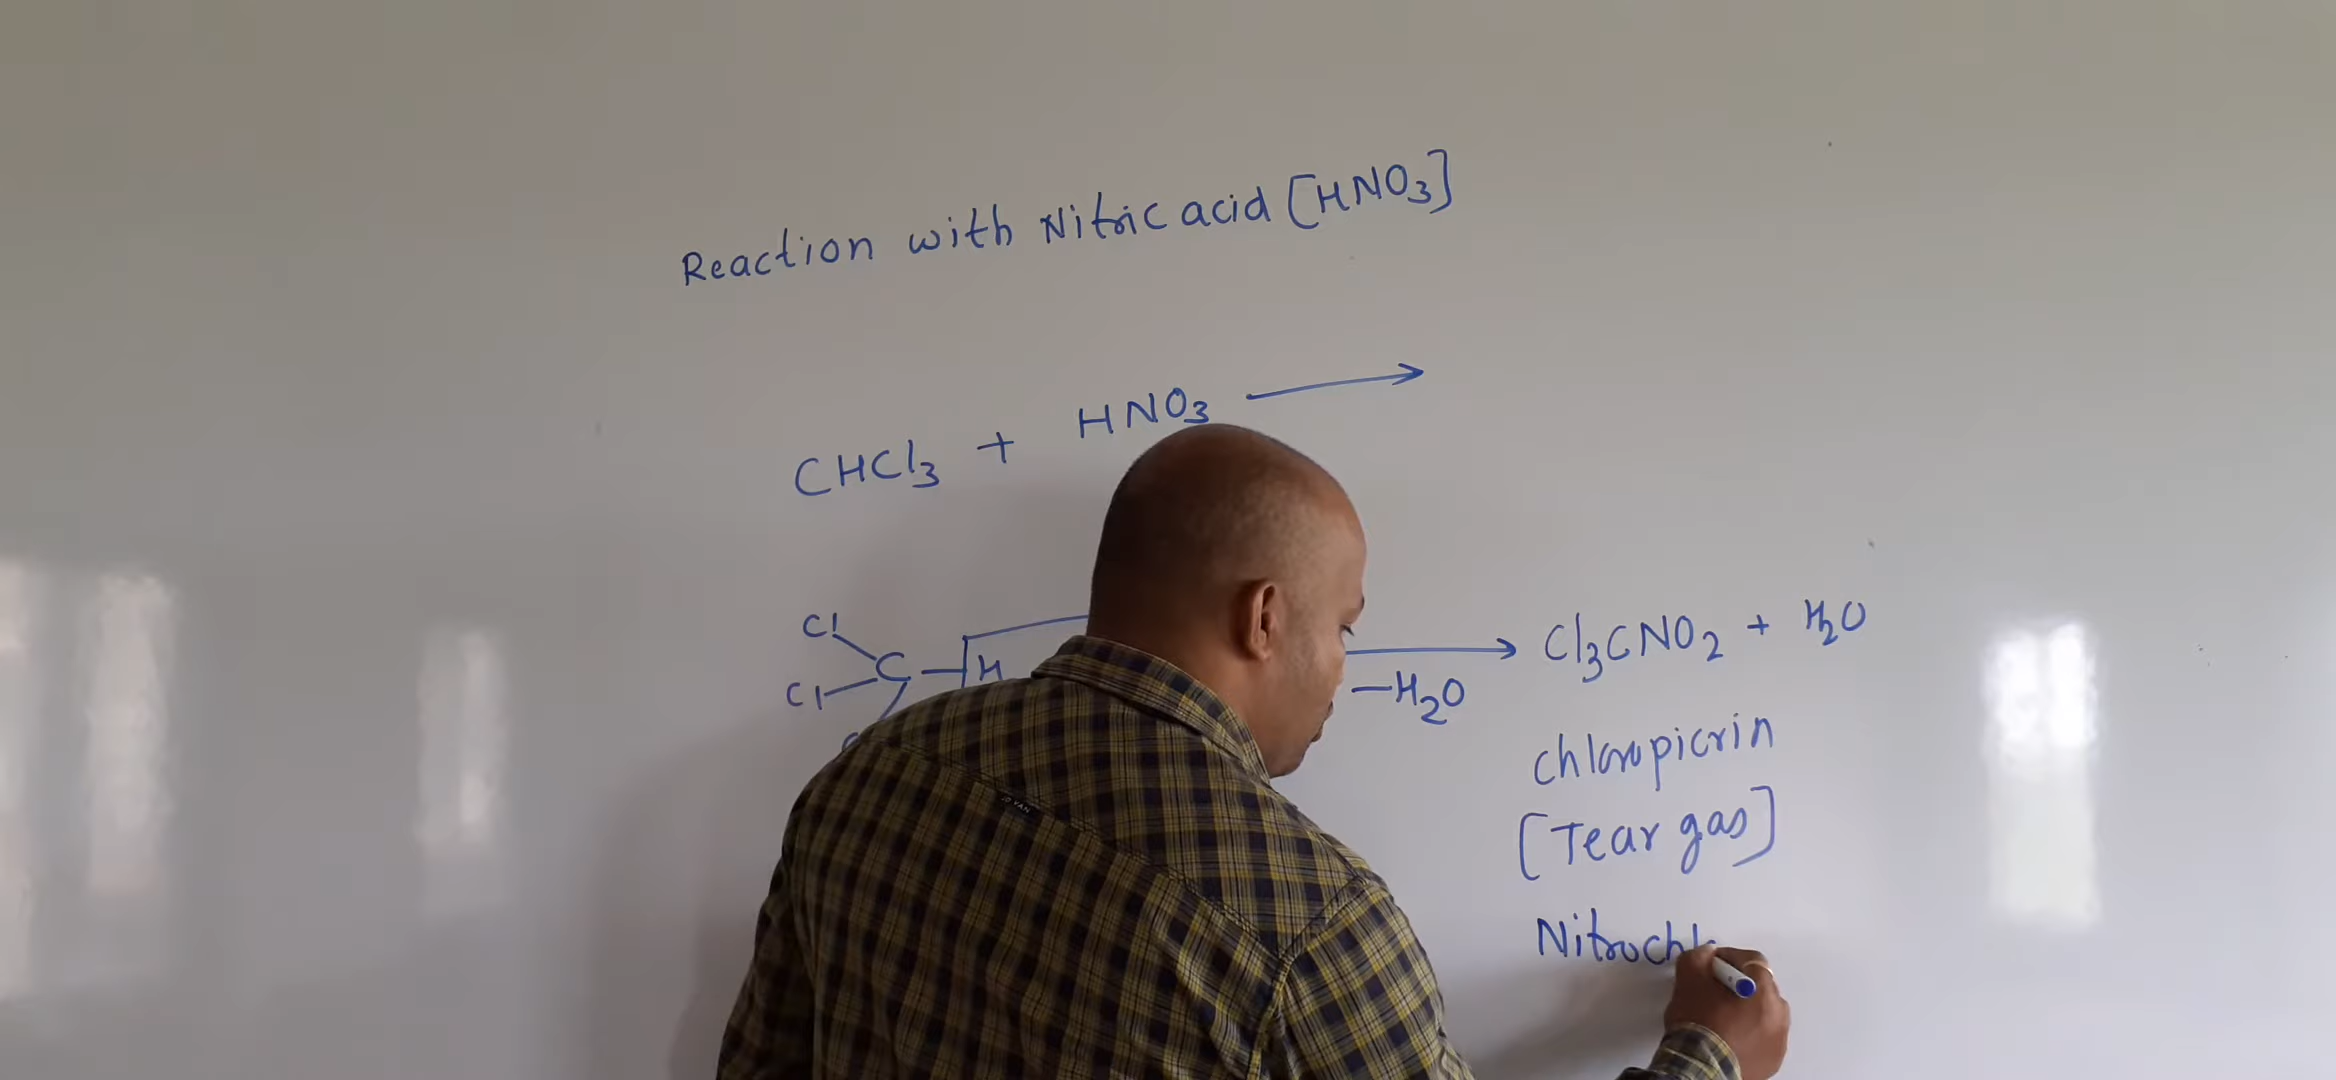 Reaction with Nitric acid [HNO3]
CHCl3 + HNO3 →
Cl
Cl — C — H → Cl3CNO2 + H2O
—H2O
chloropicrin
[Tear gas]
Nitrochl